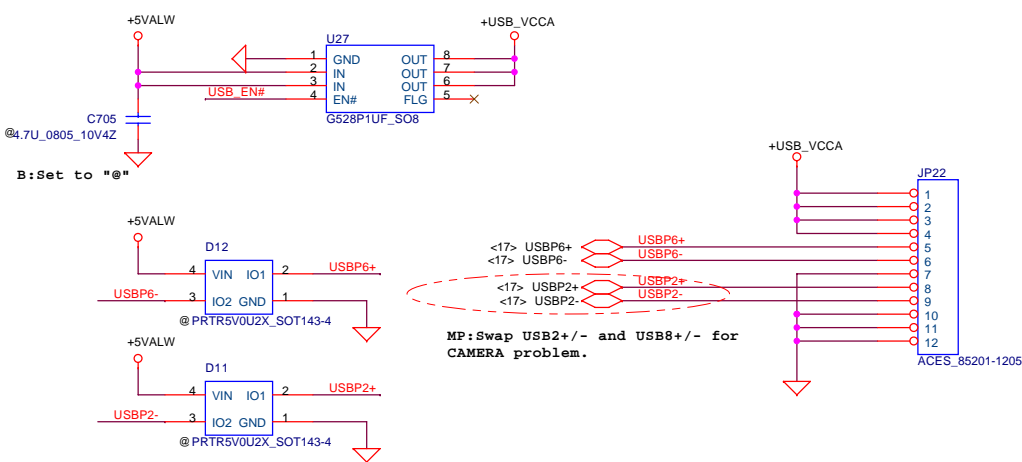 +5VALW
+USB_VCCA
U27
1 GND OUT 8
2 IN OUT 7
3 IN OUT 6
USB_EN# 4 EN# FLG 5
G528P1UF_SO8
C705
@4.7U_0805_10V4Z
B:Set to "@"
+USB_VCCA
JP22
1
2
3
4
<17> USBP6+ USBP6+ 5
<17> USBP6- USBP6- 6
7
<17> USBP2+ USBP2+ 8
<17> USBP2- USBP2- 9
10
11
12
ACES_85201-1205
MP:Swap USB2+/- and USB8+/- for
CAMERA problem.
+5VALW
D12
4 VIN IO1 2 USBP6+
USBP6- 3 IO2 GND 1
@PRTR5V0U2X_SOT143-4
+5VALW
D11
4 VIN IO1 2 USBP2+
USBP2- 3 IO2 GND 1
@PRTR5V0U2X_SOT143-4